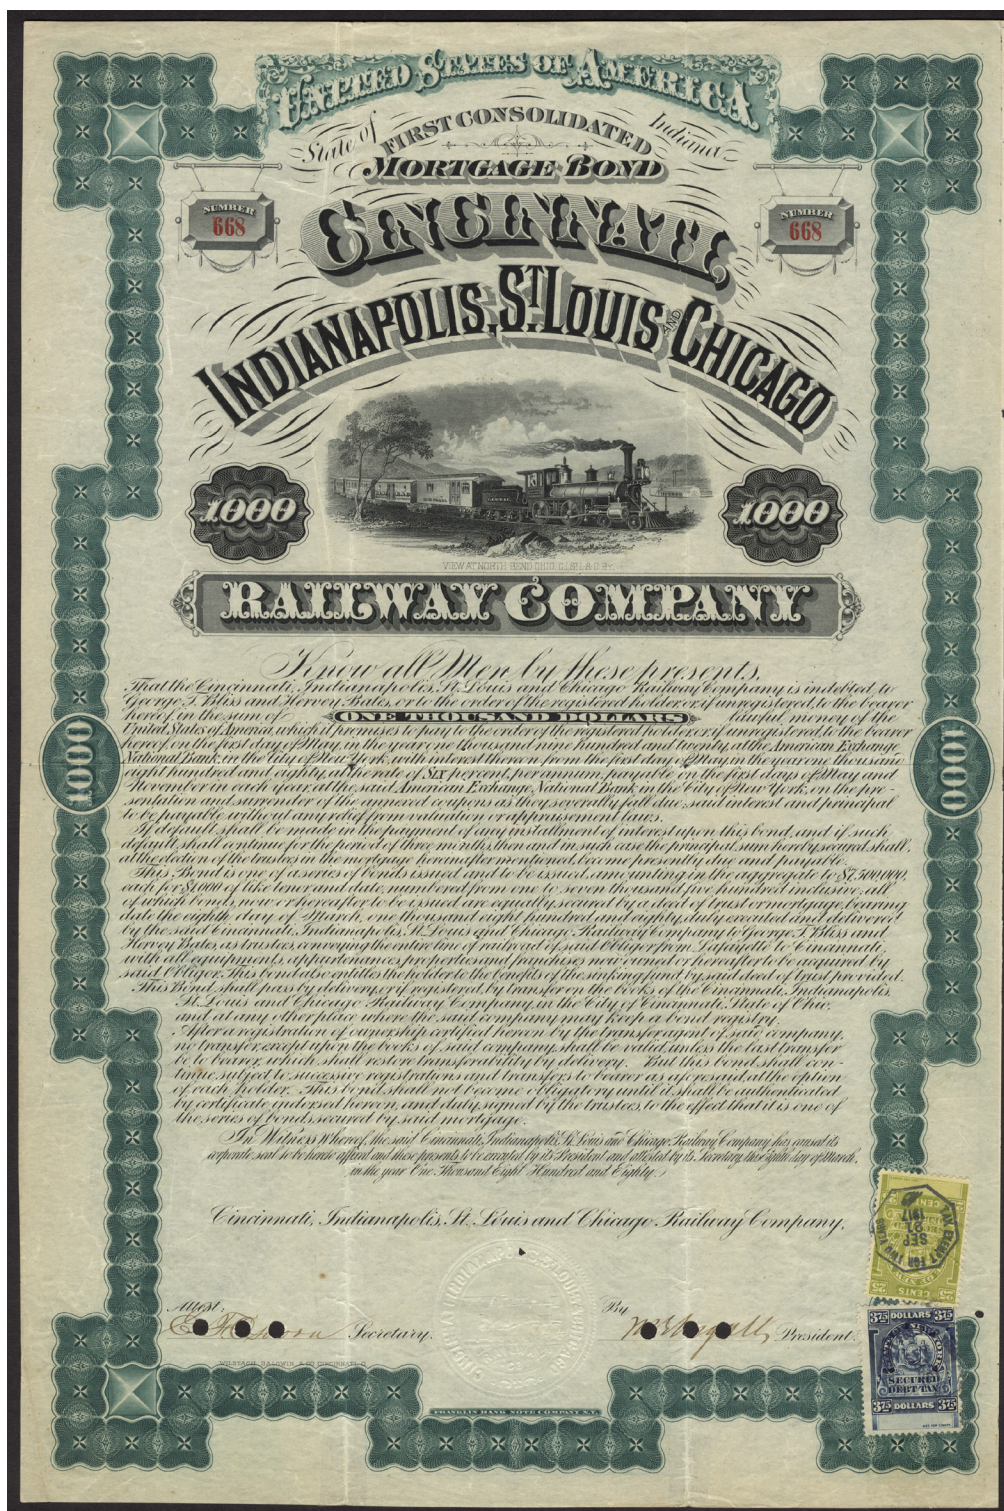 UNITED STATES OF AMERICA
State of Indiana
FIRST CONSOLIDATED
MORTGAGE BOND
NUMBER
668
NUMBER
668
CINCINNATI,
INDIANAPOLIS, ST. LOUIS AND CHICAGO
1000
1000
VIEW AT NORTH BEND OHIO, C. I. ST. L. & C. RY.
RAILWAY COMPANY
Know all Men by these presents,
That the Cincinnati, Indianapolis, St. Louis and Chicago Railway Company is indebted to
George T. Bliss and Hervey Bates, or to the order of the registered holder or if unregistered, to the bearer
hereof, in the sum of ONE THOUSAND DOLLARS lawful money of the
United States of America, which it promises to pay to the order of the registered holder or, if unregistered, to the bearer
hereof, on the first day of May, in the year one thousand nine hundred and twenty, at the American Exchange
National Bank, in the City of New York, with interest thereon from the first day of May in the year one thousand
eight hundred and eighty, at the rate of Six per cent, per annum, payable on the first days of May and
November in each year, at the said American Exchange National Bank in the City of New York, on the pre-
sentation and surrender of the annexed coupons as they severally fall due, said interest and principal
to be payable without any relief from valuation or appraisement laws.
If default shall be made in the payment of any installment of interest upon this bond, and if such
default shall continue for the period of three months, then and in such case the principal sum hereby secured shall,
at the election of the trustees in the mortgage hereinafter mentioned, become presently due and payable.
This Bond is one of a series of bonds issued and to be issued, amounting in the aggregate to $7,500,000,
each for $1,000 of like tenor and date, numbered from one to seven thousand five hundred inclusive, all
of which bonds, now or hereafter to be issued are equally secured by a deed of trust or mortgage, bearing
date the eighth day of March, one thousand eight hundred and eighty, duly executed and delivered
by the said Cincinnati, Indianapolis, St. Louis and Chicago Railway Company to George T. Bliss and
Hervey Bates, as trustees, conveying the entire line of railroad of said Obligor from Lafayette to Cincinnati,
with all equipments, appurtenances, properties and franchises now owned or hereafter to be acquired by
said Obligor. This bond also entitles the holder to the benefits of the sinking fund by said deed of trust provided.
This Bond shall pass by delivery, or if registered, by transfer on the books of the Cincinnati, Indianapolis,
St. Louis and Chicago Railway Company, in the City of Cincinnati, State of Ohio,
and at any other place where the said company may keep a bond registry.
After a registration of ownership certified hereon by the transfer agent of said company,
no transfer, except upon the books of said company, shall be valid, unless the last transfer
be to bearer, which shall restore transferability by delivery. But this bond shall con-
tinue subject to successive registrations and transfers to bearer as aforesaid, at the option
of each holder. This bond shall not become obligatory until it shall be authenticated
by certificate indorsed hereon, and duly signed by the trustees, to the effect that it is one of
the series of bonds secured by said mortgage.
In Witness Whereof, the said Cincinnati, Indianapolis, St. Louis and Chicago Railway Company has caused its
corporate seal to be hereto affixed and these presents to be executed by its President and attested by its Secretary, this eighth day of March,
in the year One Thousand Eight Hundred and Eighty.
Cincinnati, Indianapolis, St. Louis and Chicago Railway Company,
1000
1000
Attest:
Secretary.
By
President.
WILSTACH, BALDWIN & CO CINCINNATI, O.
FRANKLIN BANK NOTE COMPANY N.Y.
CENTS
TAX EXEMPT FOR TWO YEARS
SEP
21
1917
CENTS
3.75 DOLLARS 3.75
SECURED
DEBT TAX
3.75 DOLLARS 3.75